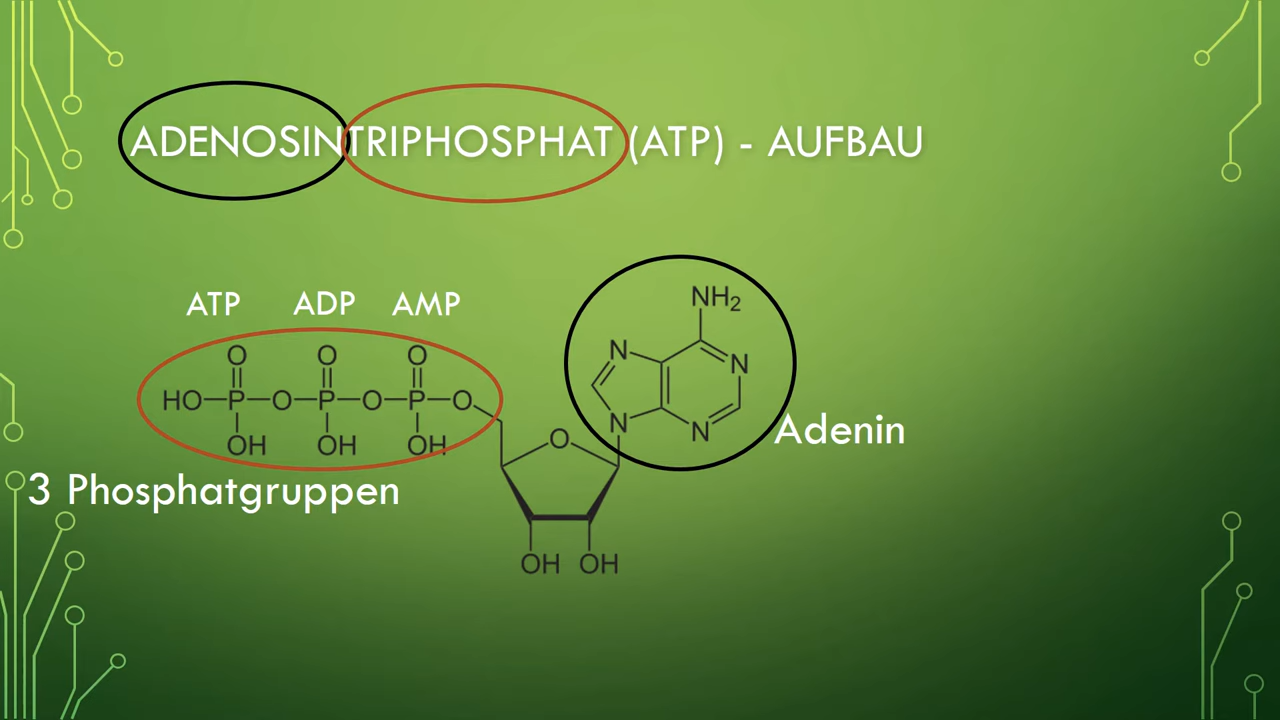 ADENOSINTRIPHOSPHAT (ATP) - AUFBAU
ATP ADP AMP
NH₂
O O O N N
HO P O P O P O
N N
OH OH OH O
Adenin
3 Phosphatgruppen
OH OH